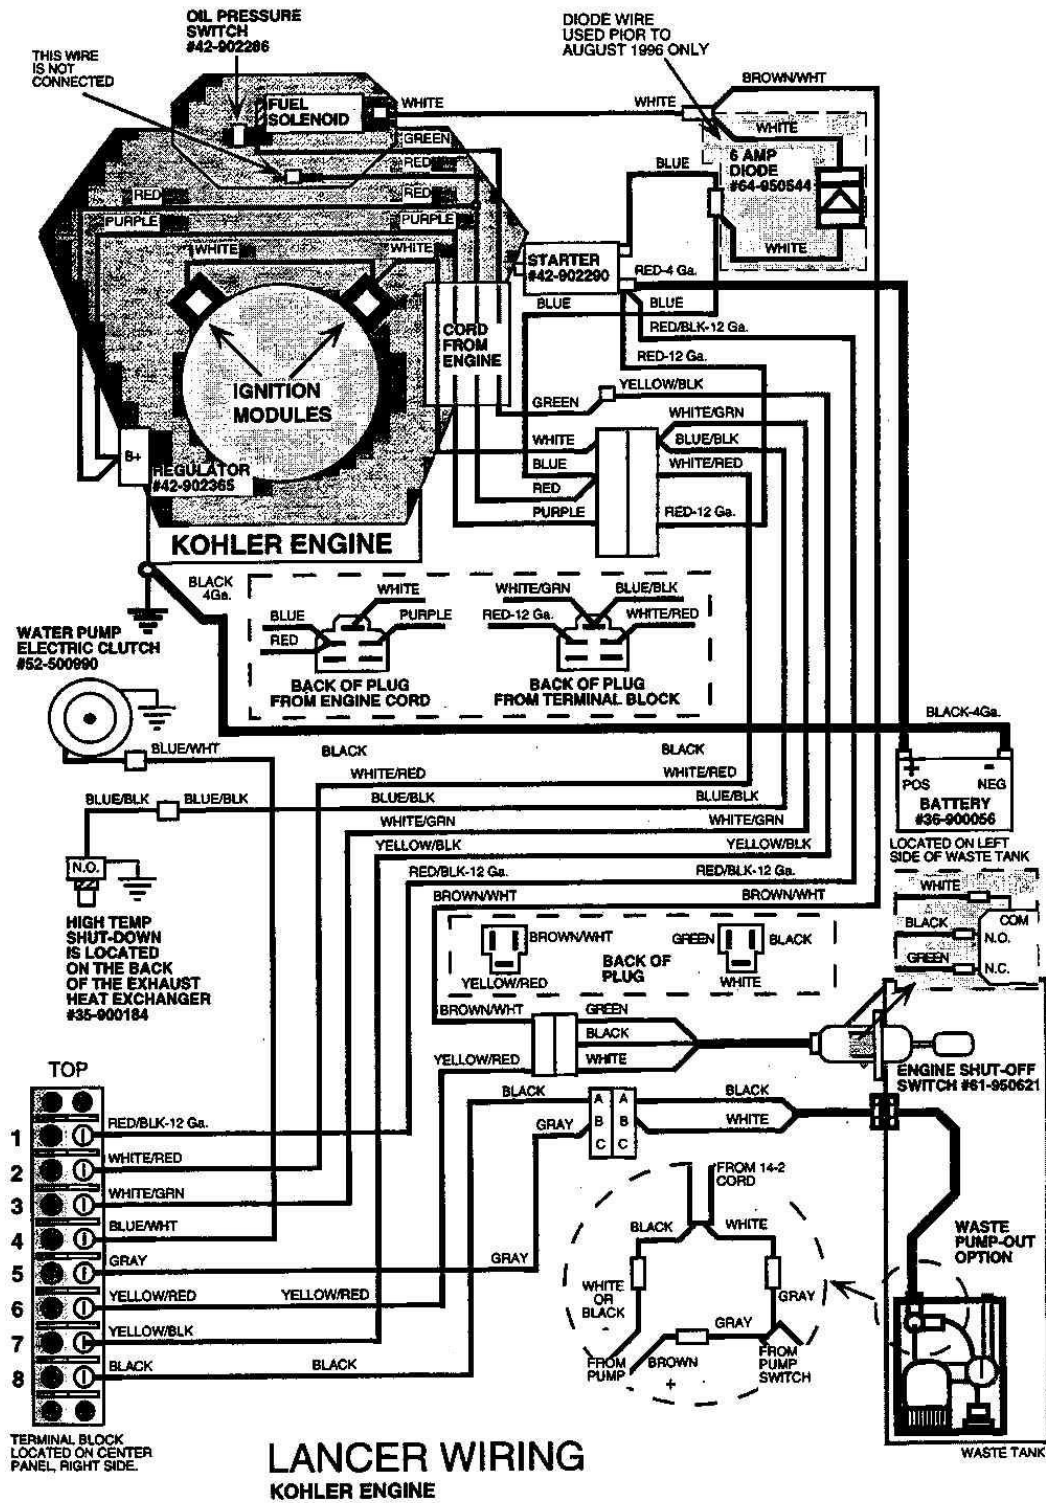 OIL PRESSURE
SWITCH
#42-902286
THIS WIRE
IS NOT
CONNECTED
DIODE WIRE
USED PIOR TO
AUGUST 1996 ONLY
BROWN/WHT
FUEL
SOLENOID
WHITE
WHITE
WHITE
GREEN
RED
BLUE
6 AMP
DIODE
#64-950544
RED
RED
PURPLE
PURPLE
WHITE
WHITE
WHITE
STARTER
#42-902290
RED-4 Ga.
BLUE
BLUE
CORD
FROM
ENGINE
RED/BLK-12 Ga.
RED-12 Ga.
IGNITION
MODULES
YELLOW/BLK
GREEN
WHITE/GRN
WHITE
BLUE/BLK
B+
REGULATOR
#42-902365
BLUE
WHITE/RED
RED
PURPLE
RED-12 Ga.
KOHLER ENGINE
BLACK
4Ga.
WHITE
BLUE
PURPLE
RED
WHITE/GRN
BLUE/BLK
RED-12 Ga.
WHITE/RED
BACK OF PLUG
FROM ENGINE CORD
BACK OF PLUG
FROM TERMINAL BLOCK
WATER PUMP
ELECTRIC CLUTCH
#52-500990
BLACK-4Ga.
BLUE/WHT
BLACK
BLACK
WHITE/RED
WHITE/RED
+
-
POS
NEG
BATTERY
#36-900056
BLUE/BLK
BLUE/BLK
BLUE/BLK
BLUE/BLK
WHITE/GRN
WHITE/GRN
YELLOW/BLK
YELLOW/BLK
LOCATED ON LEFT
SIDE OF WASTE TANK
N.O.
RED/BLK-12 Ga.
RED/BLK-12 Ga.
BROWN/WHT
BROWN/WHT
WHITE
COM
BLACK
N.O.
GREEN
N.C.
HIGH TEMP
SHUT-DOWN
IS LOCATED
ON THE BACK
OF THE EXHAUST
HEAT EXCHANGER
#35-900184
BROWN/WHT
YELLOW/RED
BACK OF
PLUG
GREEN
BLACK
WHITE
BROWN/WHT
GREEN
BLACK
WHITE
YELLOW/RED
ENGINE SHUT-OFF
SWITCH #61-950621
TOP
BLACK
A
A
BLACK
GRAY
B
B
WHITE
C
C
1
RED/BLK-12 Ga.
2
WHITE/RED
3
WHITE/GRN
4
BLUE/WHT
5
GRAY
GRAY
6
YELLOW/RED
YELLOW/RED
7
YELLOW/BLK
8
BLACK
BLACK
FROM 14-2
CORD
BLACK
WHITE
WHITE
OR
BLACK
GRAY
GRAY
FROM
PUMP
BROWN
+
FROM
PUMP
SWITCH
WASTE
PUMP-OUT
OPTION
WASTE TANK
TERMINAL BLOCK
LOCATED ON CENTER
PANEL, RIGHT SIDE.
LANCER WIRING
KOHLER ENGINE